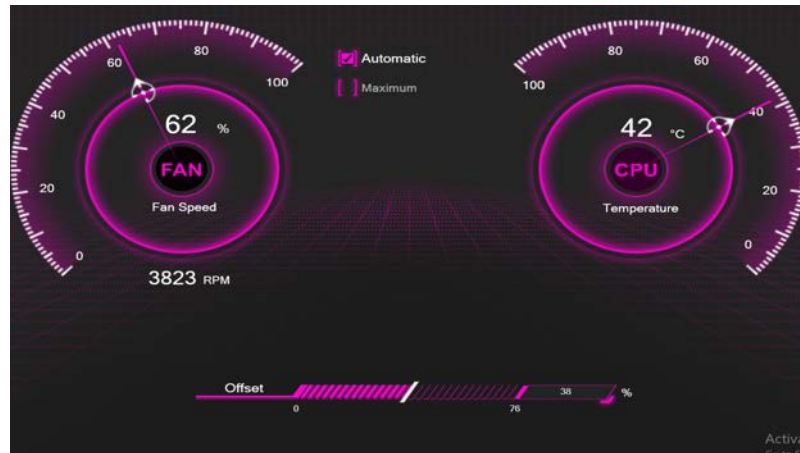 60
80
100
40
20
0
62 %
FAN
Fan Speed
3823 RPM
Automatic
Maximum
80
60
100
40
20
0
42 °C
CPU
Temperature
Offset
38 %
0
76